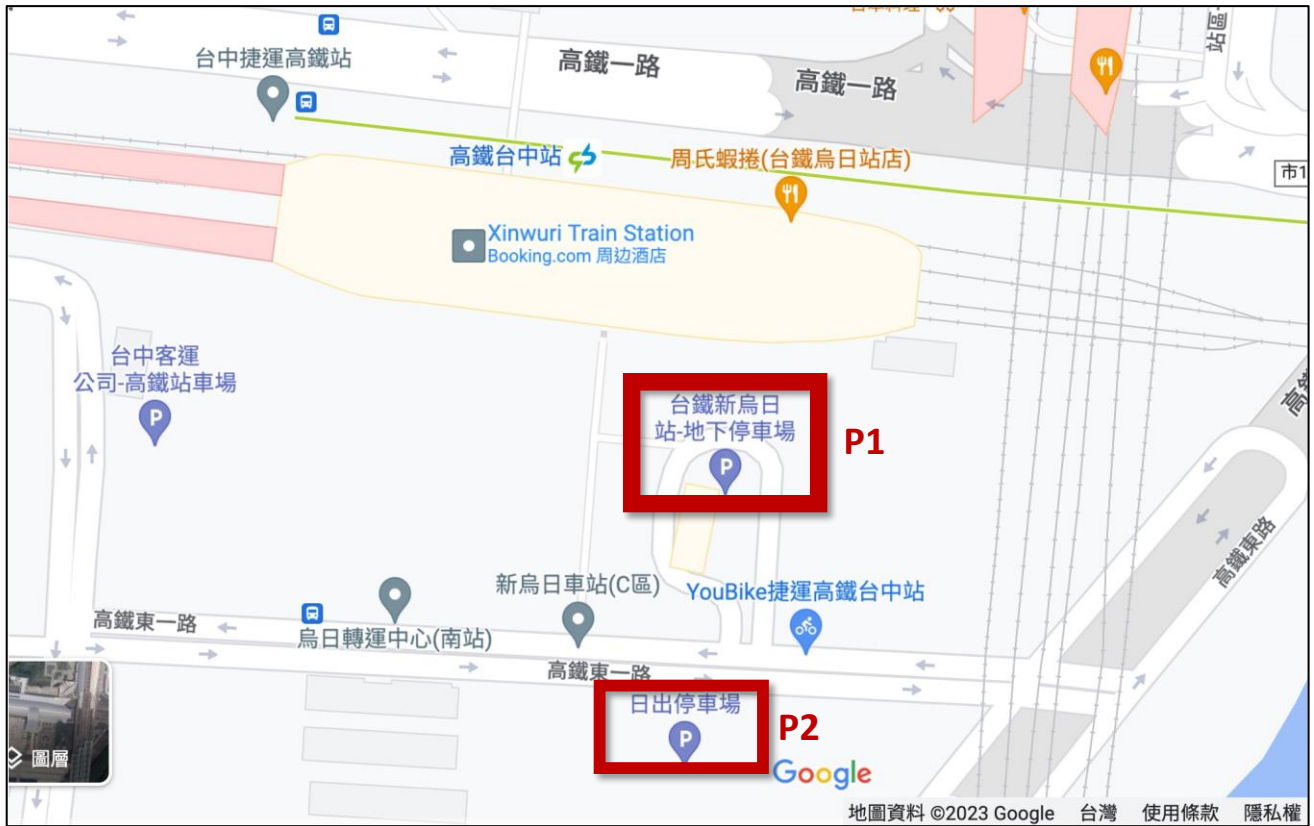 台中捷運高鐵站
高鐵一路
高鐵一路
站區
市1
高鐵台中站
周氏蝦捲(台鐵烏日站店)
Xinwuri Train Station
Booking.com 周边酒店
台中客運
公司-高鐵站車場
P
台鐵新烏日
站-地下停車場
P
P1
高鐵
高鐵東路
新烏日車站(C區)
YouBike捷運高鐵台中站
高鐵東一路
烏日轉運中心(南站)
高鐵東一路
日出停車場
P
P2
圖層
Google
地圖資料 ©2023 Google 台灣 使用條款 隱私權